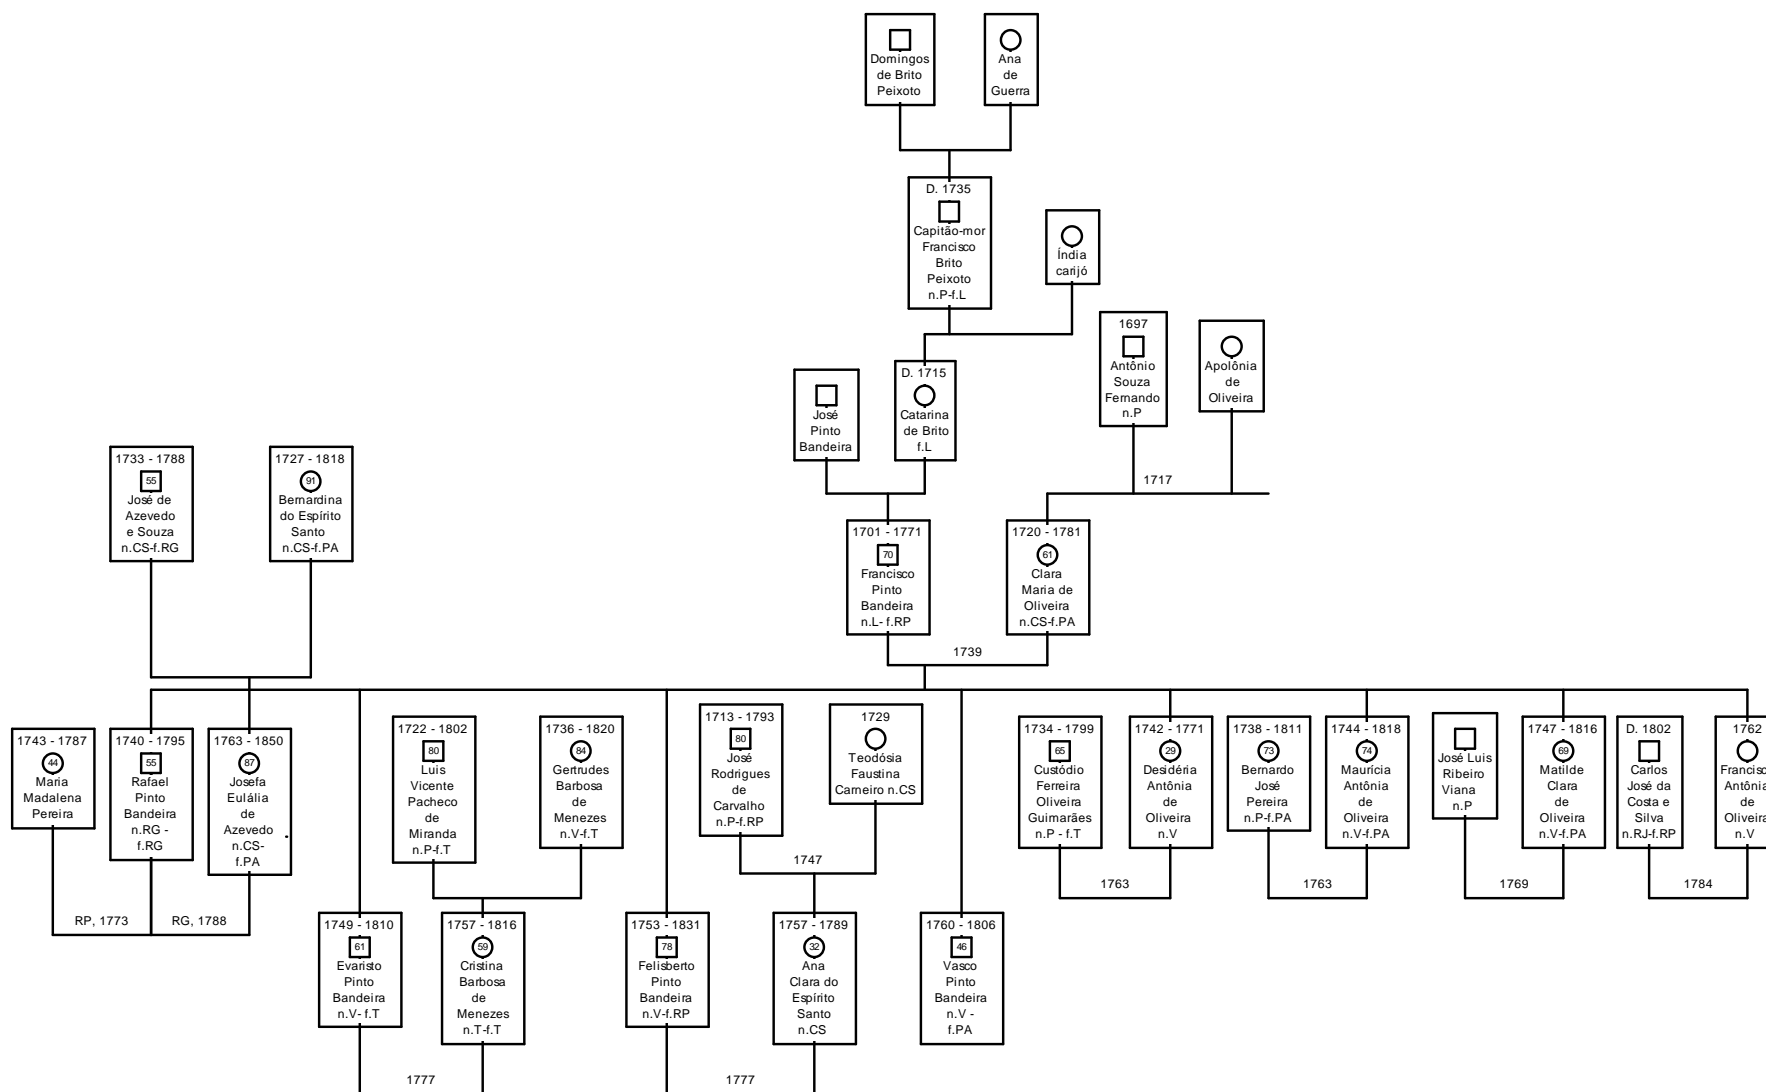 Domingos
de Brito
Peixoto
Ana
de
Guerra
D. 1735
Capitão-mor
Francisco
Brito
Peixoto
n.P-f.L
Índia
carijó
1697
Antônio
Souza
Fernando
n.P
Apolônia
de
Oliveira
José
Pinto
Bandeira
D. 1715
Catarina
de Brito
f.L
1717
1733 - 1788
55
José de
Azevedo
e Souza
n.CS-f.RG
1727 - 1818
91
Bernardina
do Espírito
Santo
n.CS-f.PA
1701 - 1771
70
Francisco
Pinto
Bandeira
n.L- f.RP
1720 - 1781
61
Clara
Maria de
Oliveira
n.CS-f.PA
1739
1743 - 1787
44
Maria
Madalena
Pereira
1740 - 1795
55
Rafael
Pinto
Bandeira
n.RG -
f.RG
1763 - 1850
87
Josefa
Eulália
de
Azevedo
n.CS-
f.PA
1722 - 1802
80
Luis
Vicente
Pacheco
de
Miranda
n.P-f.T
1736 - 1820
84
Gertrudes
Barbosa
de
Menezes
n.V-f.T
1713 - 1793
80
José
Rodrigues
de
Carvalho
n.P-f.RP
1729
Teodósia
Faustina
Carneiro n.CS
1734 - 1799
65
Custódio
Ferreira
Oliveira
Guimarães
n.P - f.T
1742 - 1771
29
Desidéria
Antônia
de
Oliveira
n.V
1738 - 1811
73
Bernardo
José
Pereira
n.P-f.PA
1744 - 1818
74
Maurícia
Antônia
de
Oliveira
n.V-f.PA
José Luis
Ribeiro
Viana
n.P
1747 - 1816
69
Matilde
Clara
de
Oliveira
n.V-f.PA
D. 1802
Carlos
José da
Costa e
Silva
n.RJ-f.RP
1762
Francisc
Antônia
de
Oliveira
n.V
RP, 1773
RG, 1788
1747
1763
1763
1769
1784
1749 - 1810
61
Evaristo
Pinto
Bandeira
n.V- f.T
1757 - 1816
59
Cristina
Barbosa
de
Menezes
n.T-f.T
1753 - 1831
78
Felisberto
Pinto
Bandeira
n.V-f.RP
1757 - 1789
32
Ana
Clara do
Espírito
Santo
n.CS
1760 - 1806
46
Vasco
Pinto
Bandeira
n.V -
f.PA
1777
1777